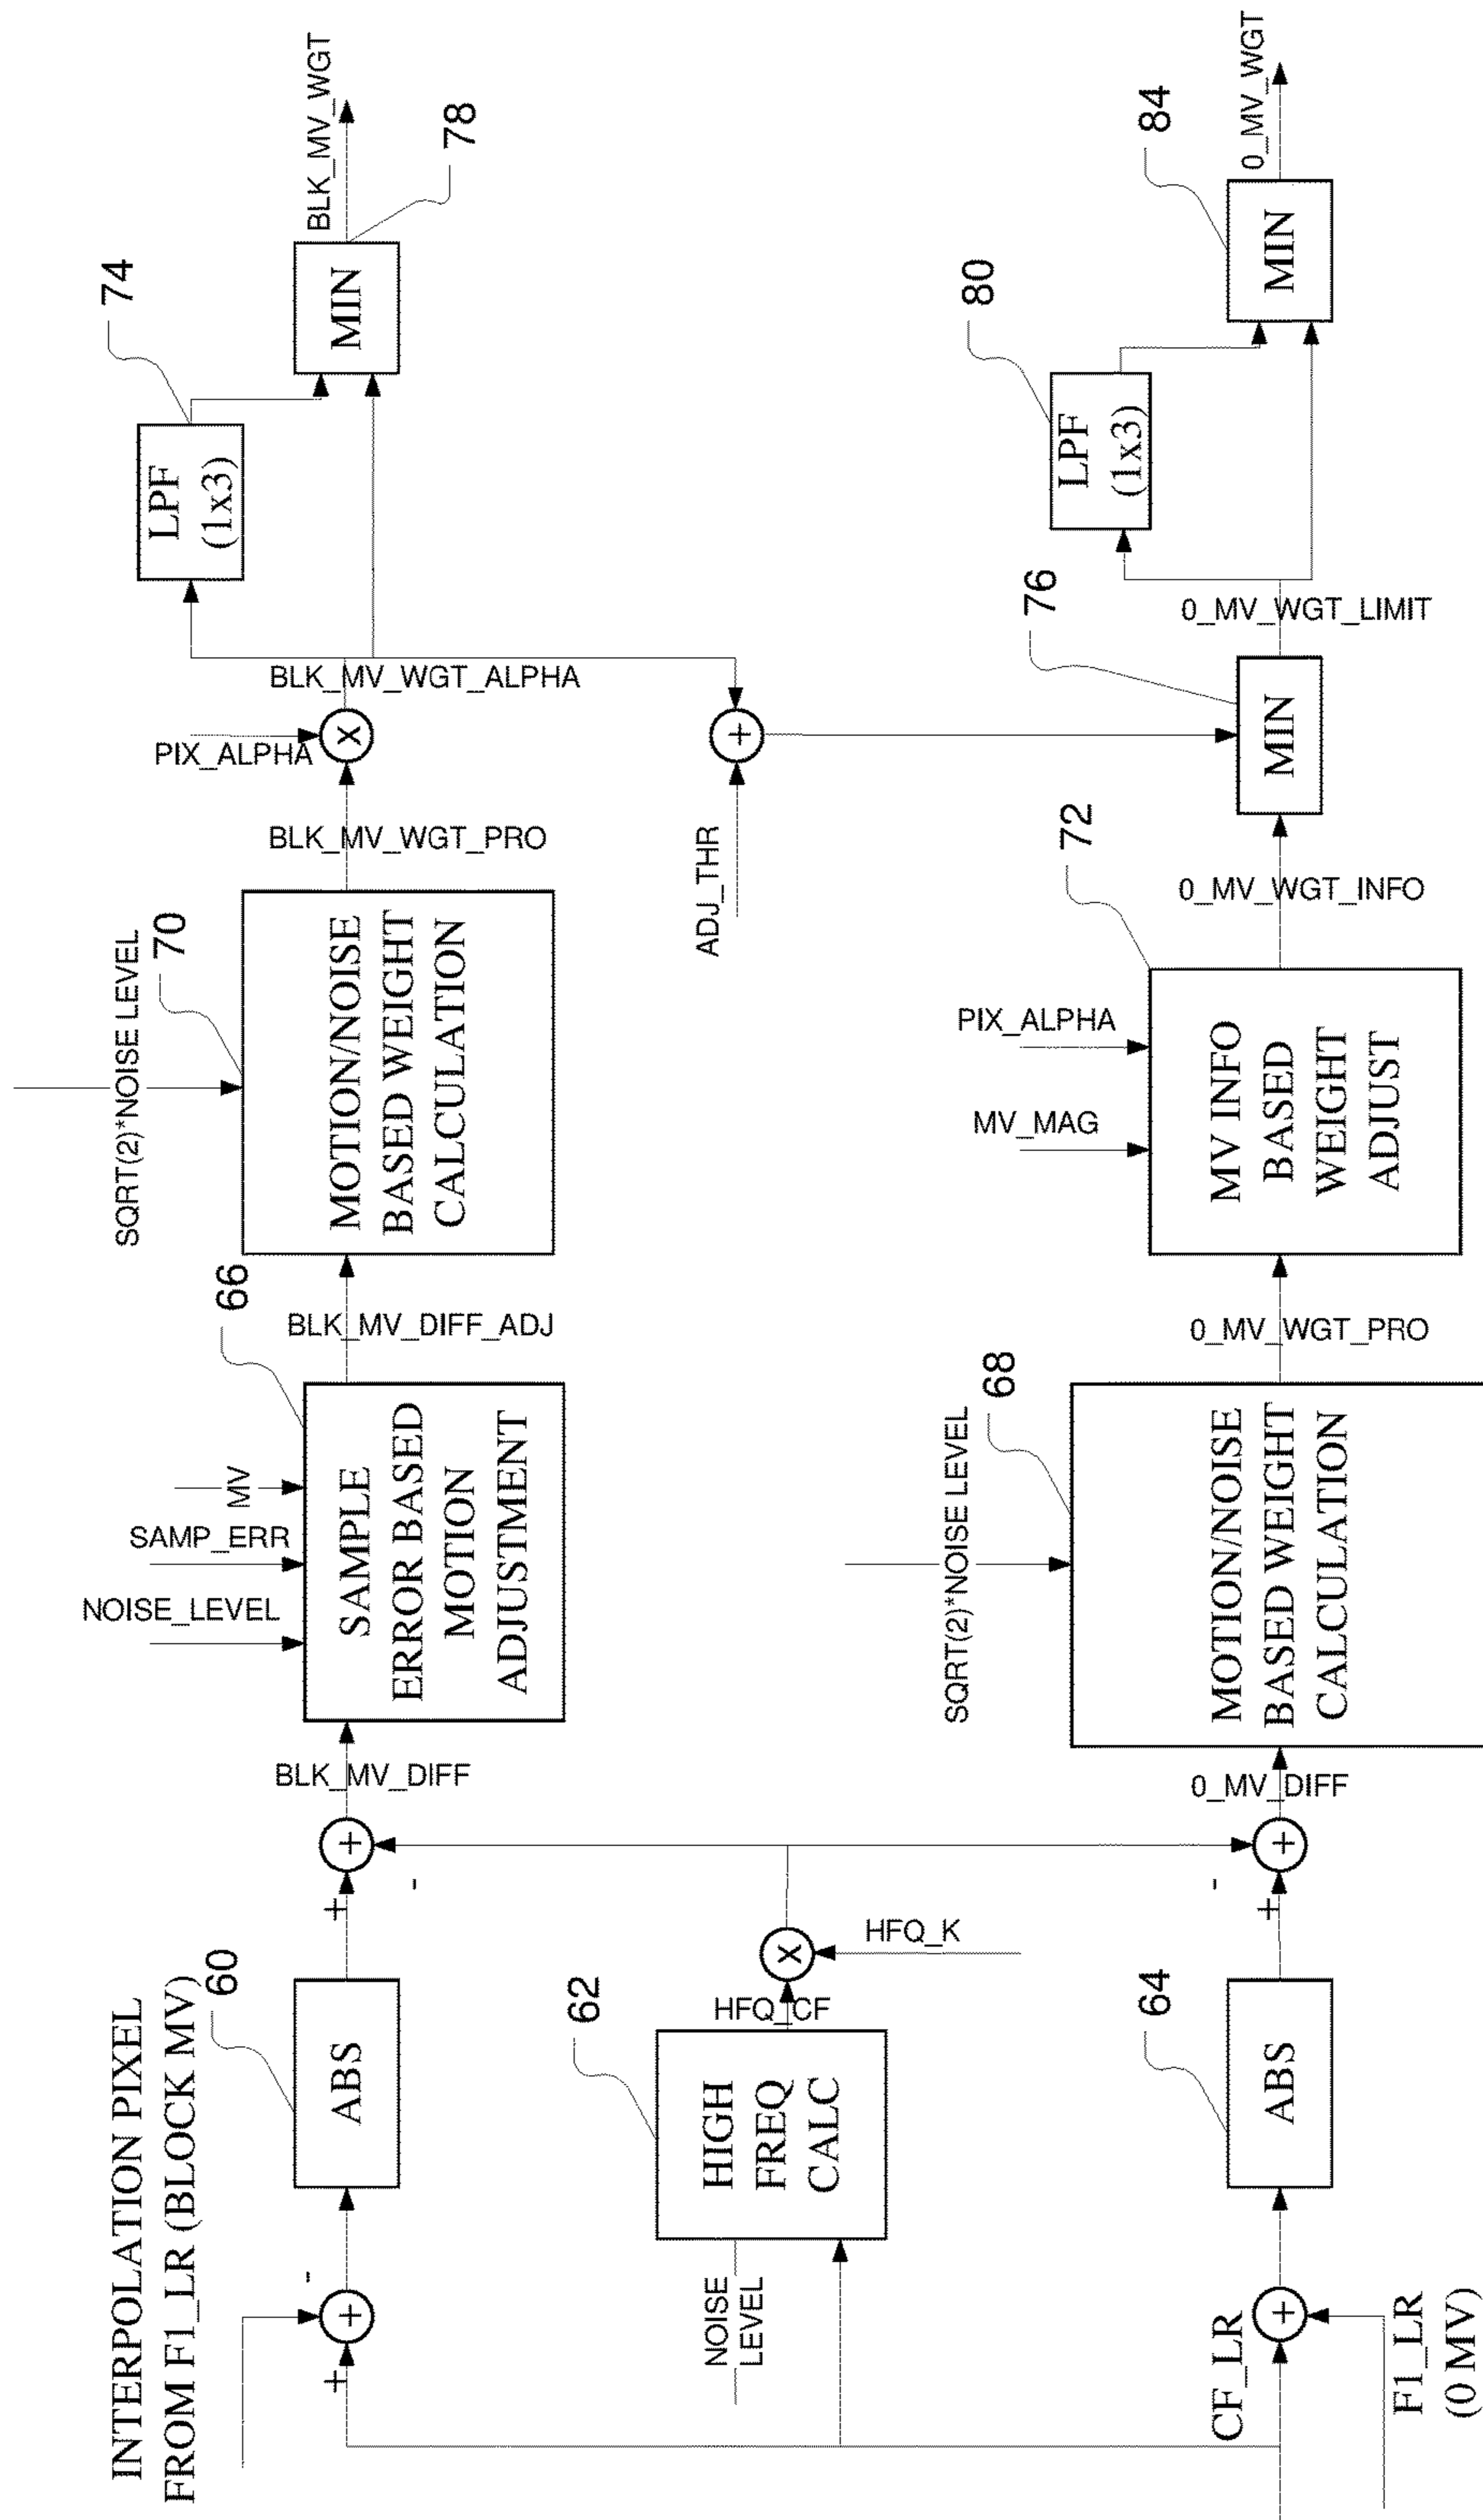 INTERPOLATION PIXEL
FROM F1_LR (BLOCK MV)
+
-
+
60
ABS
+
-
+
BLK_MV_DIFF
NOISE_LEVEL
SAMP_ERR
MV
66
SAMPLE
ERROR BASED
MOTION
ADJUSTMENT
BLK_MV_DIFF_ADJ
SQRT(2)*NOISE LEVEL
70
MOTION/NOISE
BASED WEIGHT
CALCULATION
BLK_MV_WGT_PRO
PIX_ALPHA
X
BLK_MV_WGT_ALPHA
74
LPF
(1x3)
MIN
78
BLK_MV_WGT
NOISE
LEVEL
62
HIGH
FREQ
CALC
HFQ_CF
X
HFQ_K
ADJ_THR
+
CF_LR
+
F1_LR
(0 MV)
64
ABS
+
-
+
0_MV_DIFF
SQRT(2)*NOISE LEVEL
68
MOTION/NOISE
BASED WEIGHT
CALCULATION
0_MV_WGT_PRO
MV_MAG
PIX_ALPHA
72
MV INFO
BASED
WEIGHT
ADJUST
0_MV_WGT_INFO
76
MIN
0_MV_WGT_LIMIT
80
LPF
(1x3)
84
MIN
0_MV_WGT